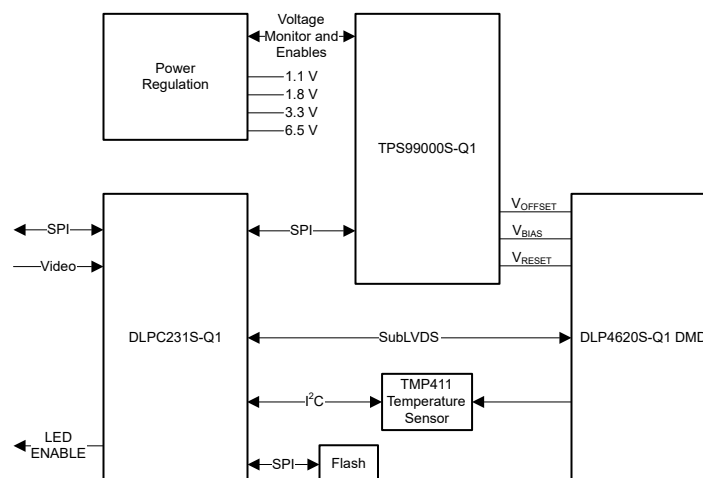 Voltage
Monitor and
Enables
Power
Regulation
1.1 V
1.8 V
3.3 V
6.5 V
TPS99000S-Q1
SPI
SPI
Video
VOFFSET
VBIAS
VRESET
DLPC231S-Q1
SubLVDS
DLP4620S-Q1 DMD
I2C
TMP411
Temperature
Sensor
LED
ENABLE
SPI
Flash